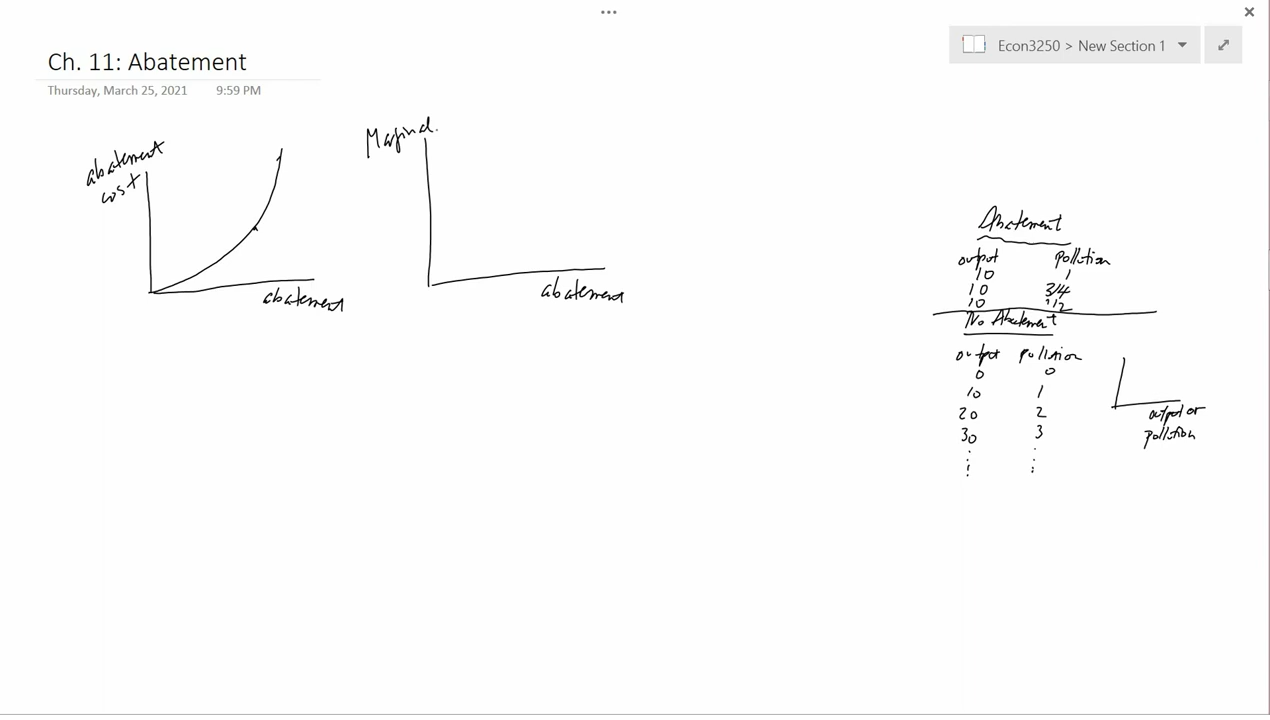 Econ3250 > New Section 1
Ch. 11: Abatement
Thursday, March 25, 2021 9:59 PM
abatement
cost
abatement
Marginal
abatement
Abatement
output pollution
10 1
10 3/4
10 1/2
No Abatement
output pollution
0 0
10 1
20 2
30 3
output or
pollution